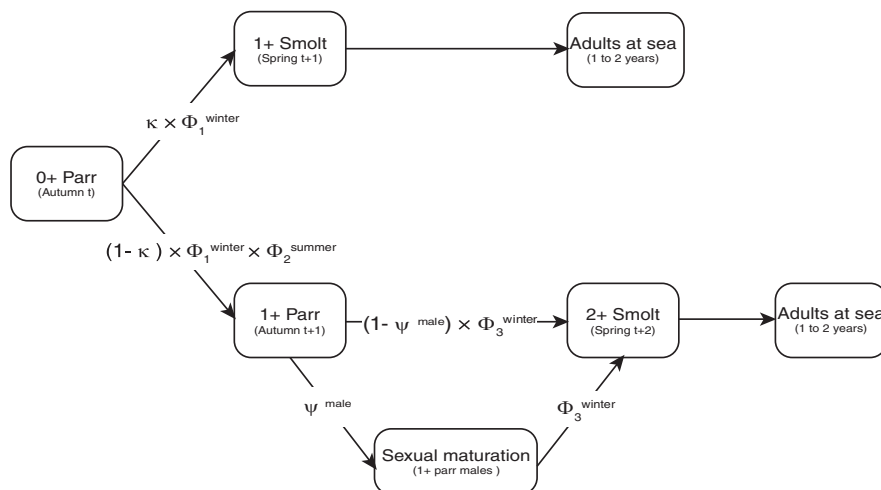 1+ Smolt
(Spring t+1)
Adults at sea
(1 to 2 years)
κ × Φ₁ʷⁱⁿᵗᵉʳ
0+ Parr
(Autumn t)
(1- κ ) × Φ₁ʷⁱⁿᵗᵉʳ × Φ₂ˢᵘᵐᵐᵉʳ
1+ Parr
(Autumn t+1)
(1- ψ ᵐᵃˡᵉ) × Φ₃ʷⁱⁿᵗᵉʳ
2+ Smolt
(Spring t+2)
Adults at sea
(1 to 2 years)
ψ ᵐᵃˡᵉ
Φ₃ʷⁱⁿᵗᵉʳ
Sexual maturation
(1+ parr males )